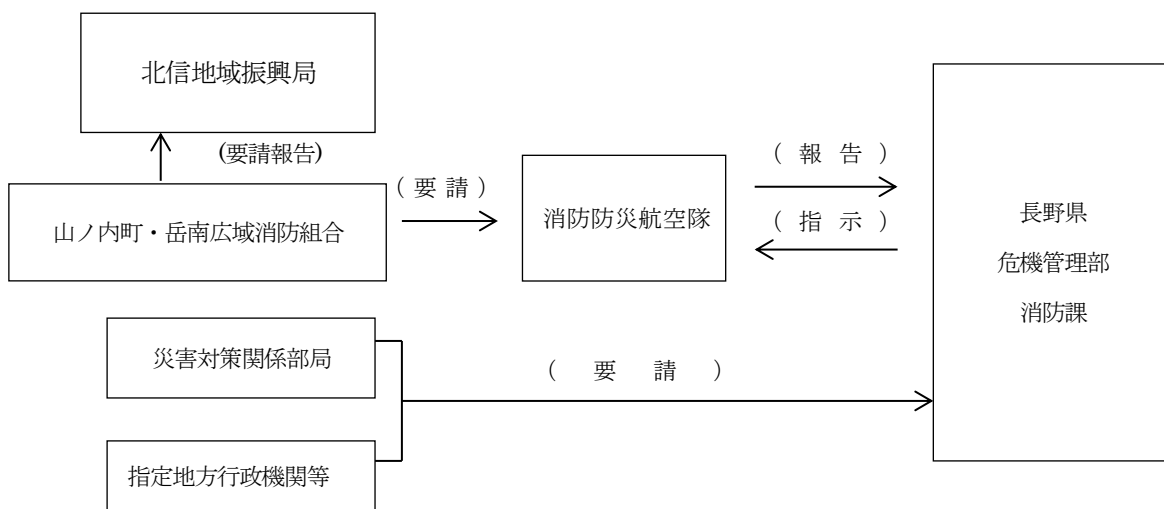 北信地域振興局
(要請報告)
山ノ内町・岳南広域消防組合
(要請)
消防防災航空隊
(報告)
(指示)
長野県
危機管理部
消防課
災害対策関係部局
(要請)
指定地方行政機関等